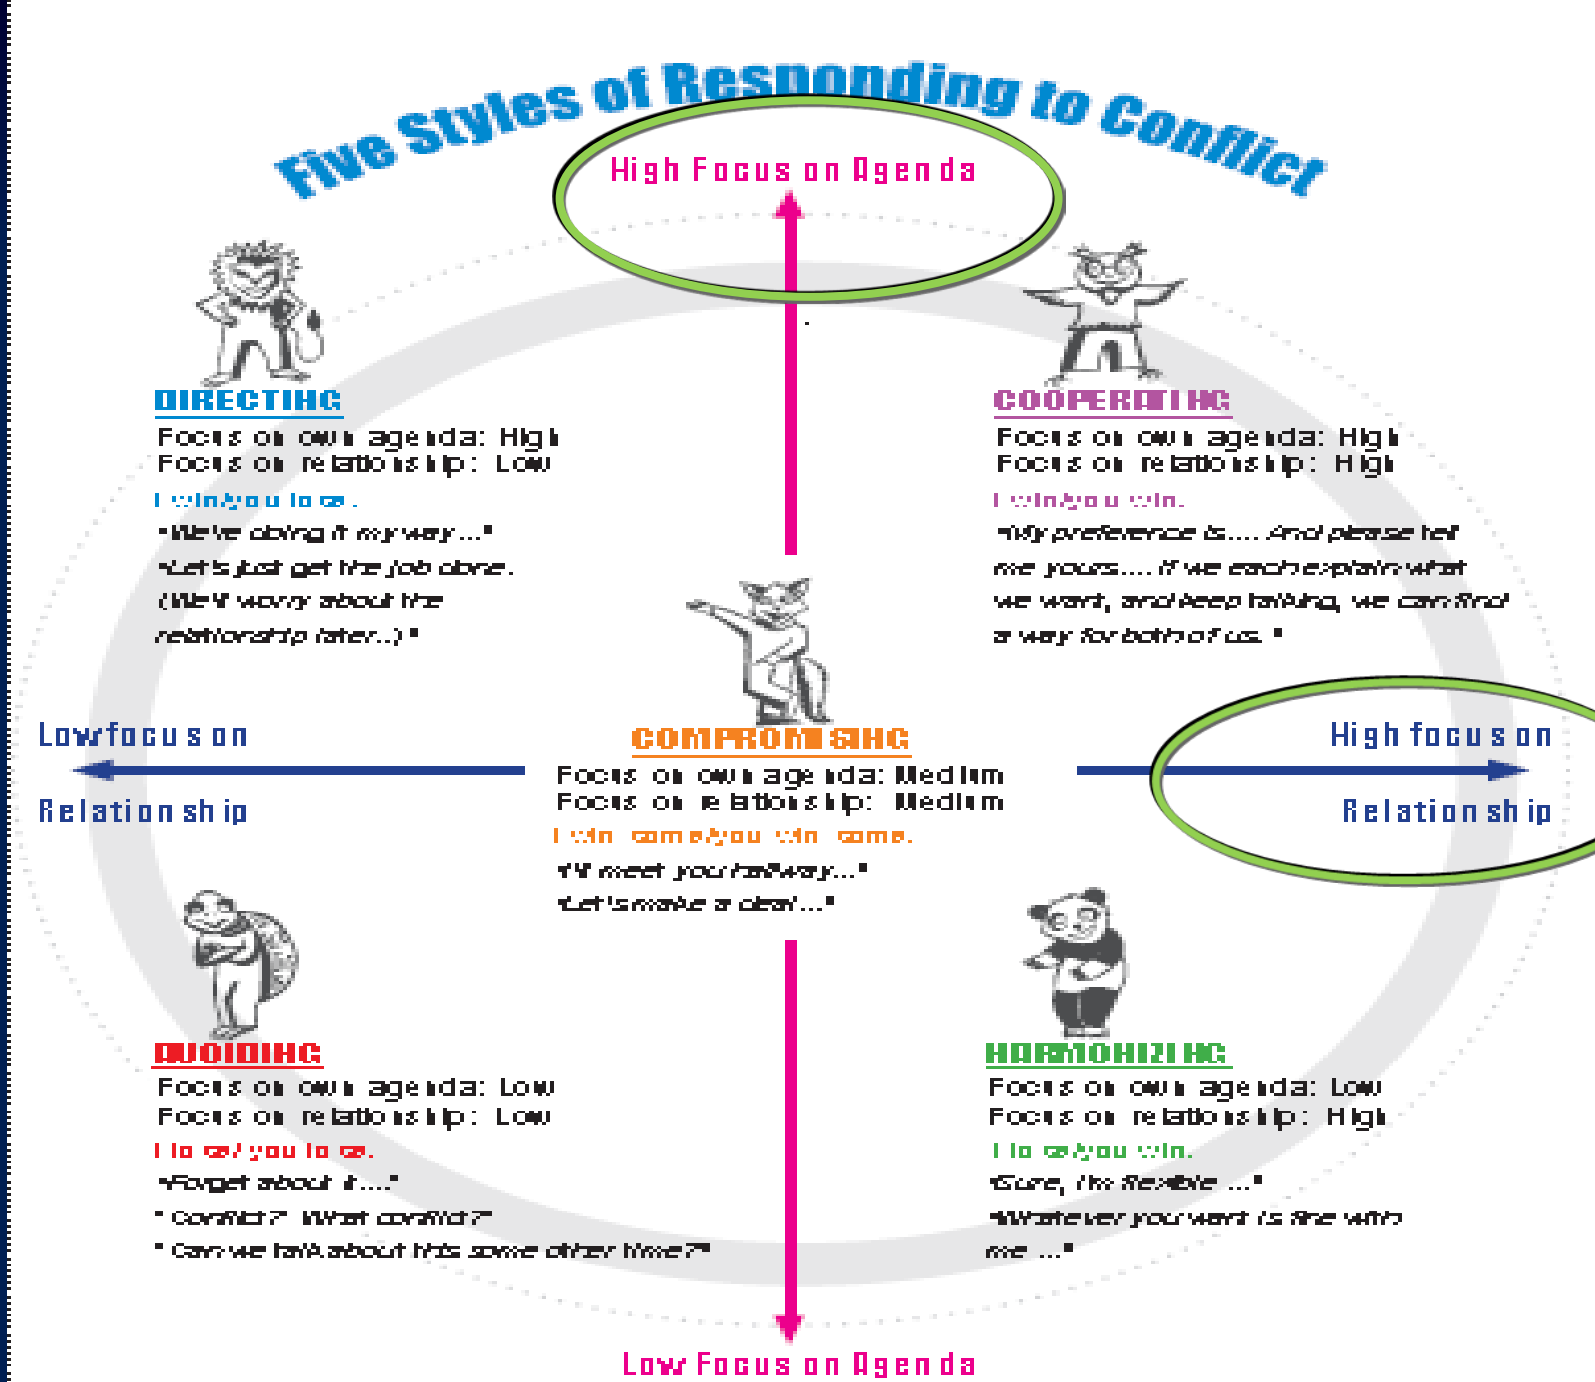 Five Styles of Responding to Conflict
High Focus on Agenda
DIRECTING
Focus on own agenda: High
Focus on relationship: Low
I win/you lose.
"We're doing it my way..."
"Let's just get the job done.
(We'll worry about the
relationship later..)"
COOPERATING
Focus on own agenda: High
Focus on relationship: High
I win/you win.
"My preference is.... And please tell
me yours.... If we each explain what
we want, and keep talking, we can find
a way for both of us."
Low focus on
Relationship
COMPROMISING
Focus on own agenda: Medium
Focus on relationship: Medium
I win some/you win some.
"I'll meet you halfway..."
"Let's make a deal..."
High focus on
Relationship
AVOIDING
Focus on own agenda: Low
Focus on relationship: Low
I lose/you lose.
"Forget about it...."
"Conflict? What conflict?"
"Can we talk about this some other time?"
HARMONIZING
Focus on own agenda: Low
Focus on relationship: High
I lose/you win.
"Sure, I'm flexible ..."
"Whatever you want is fine with
me ..."
Low Focus on Agenda